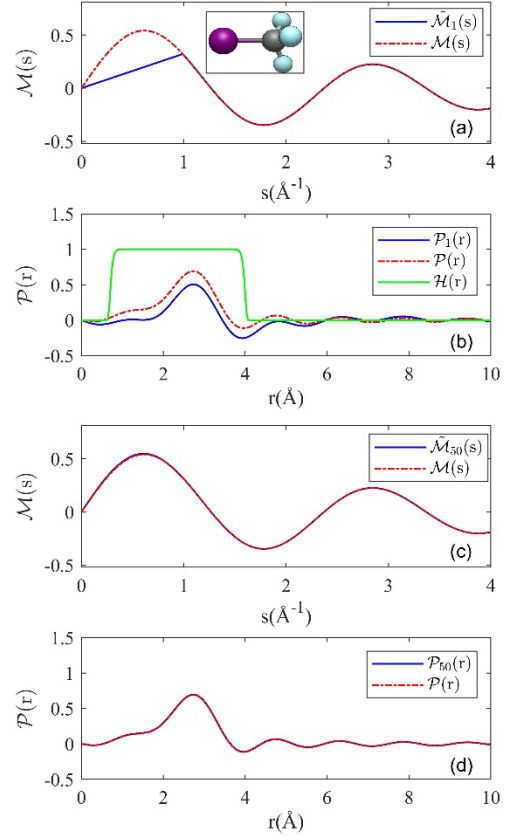 0.5
0
-0.5
ℳ(s)
ℳ̃₁(s)
ℳ(s)
(a)
0 1 2 3 4
s(Å⁻¹)
1.5
1
0.5
0
-0.5
𝒫(r)
𝒫₁(r)
𝒫(r)
ℋ(r)
(b)
0 2 4 6 8 10
r(Å)
0.5
0
-0.5
ℳ(s)
ℳ̃₅₀(s)
ℳ(s)
(c)
0 1 2 3 4
s(Å⁻¹)
1.5
1
0.5
0
-0.5
𝒫(r)
𝒫₅₀(r)
𝒫(r)
(d)
0 2 4 6 8 10
r(Å)